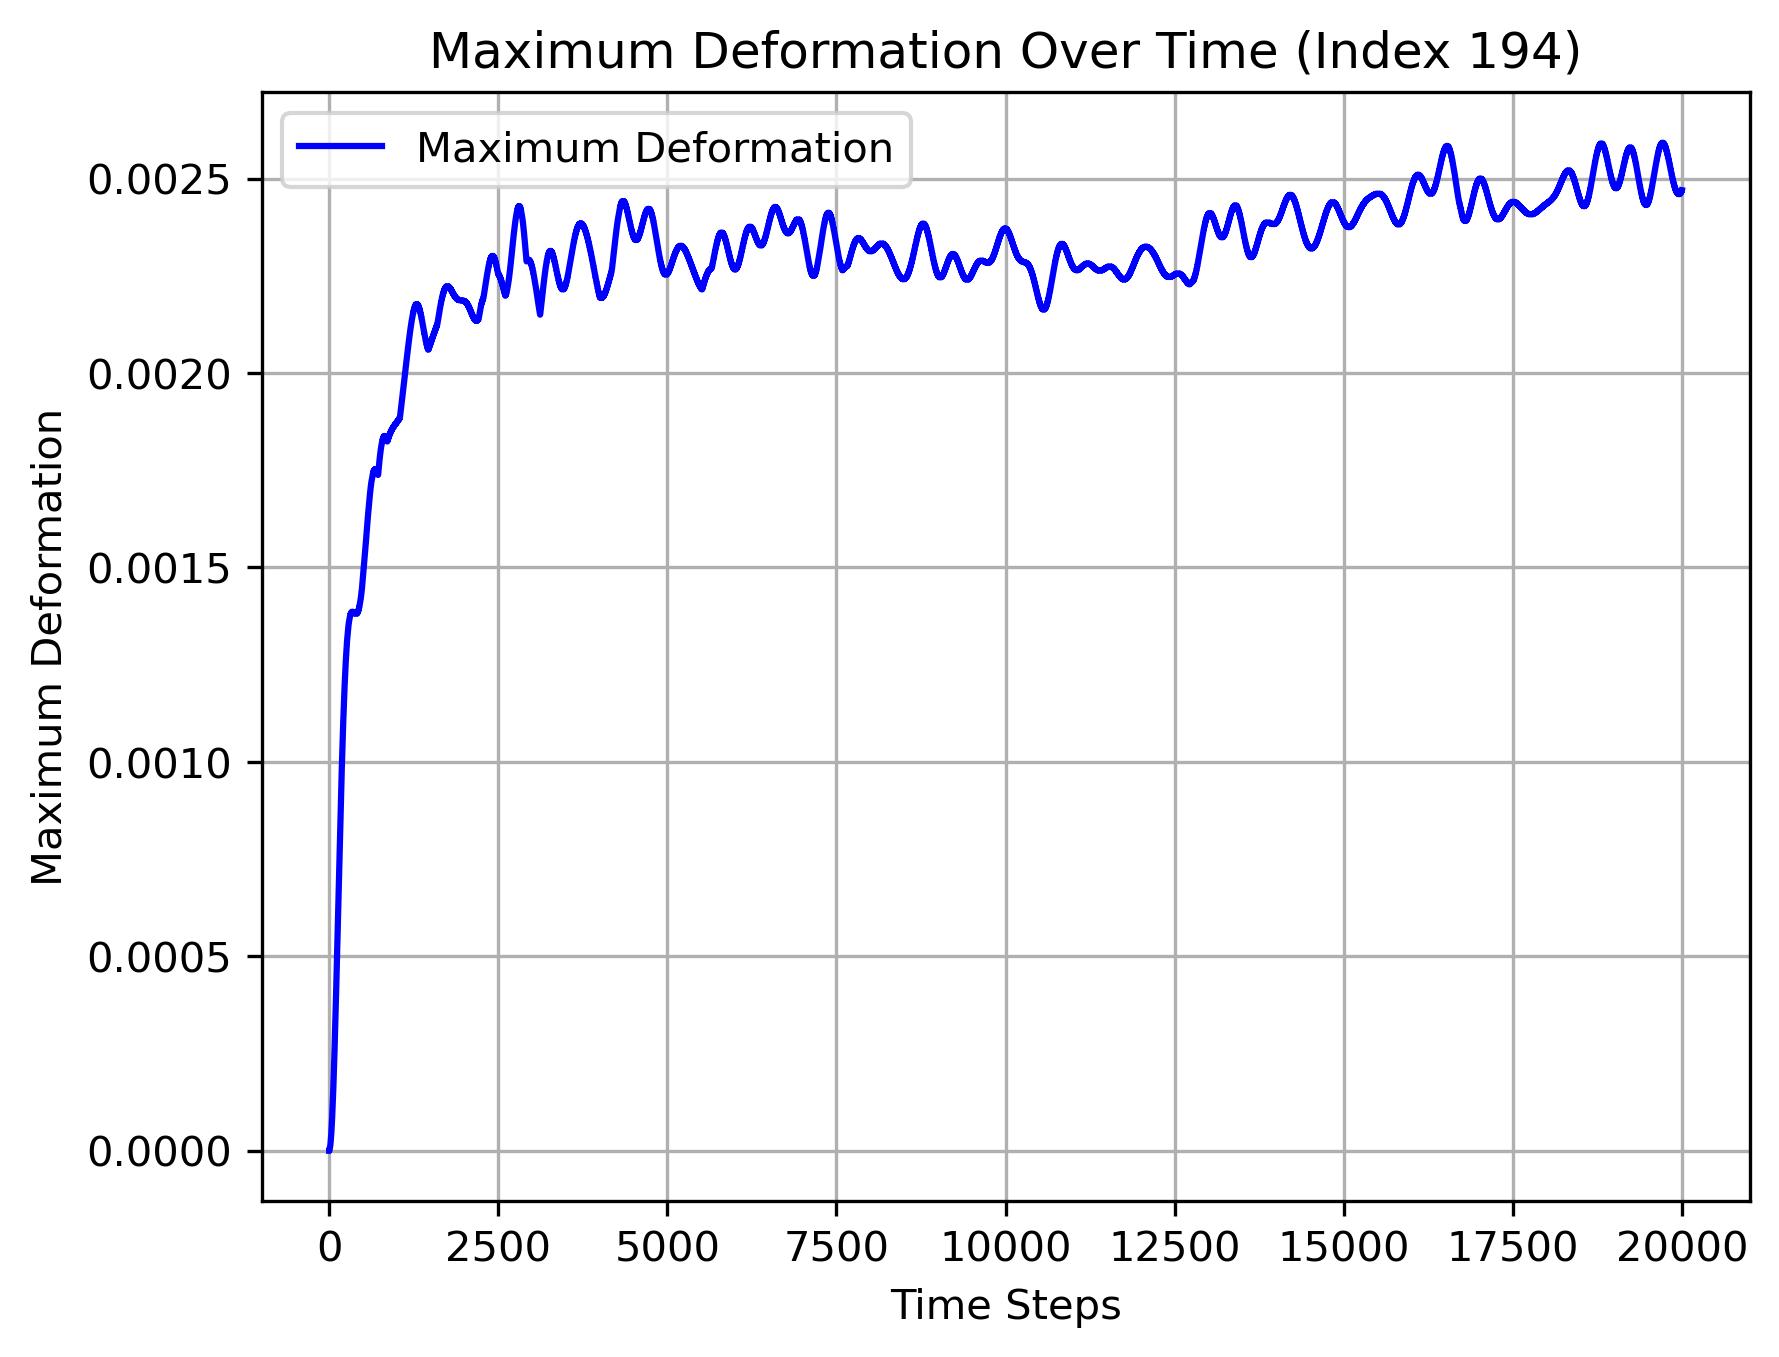 Maximum Deformation Over Time (Index 194)
Maximum Deformation
0.0025
0.0020
0.0015
0.0010
0.0005
0.0000
Maximum Deformation
0 2500 5000 7500 10000 12500 15000 17500 20000
Time Steps